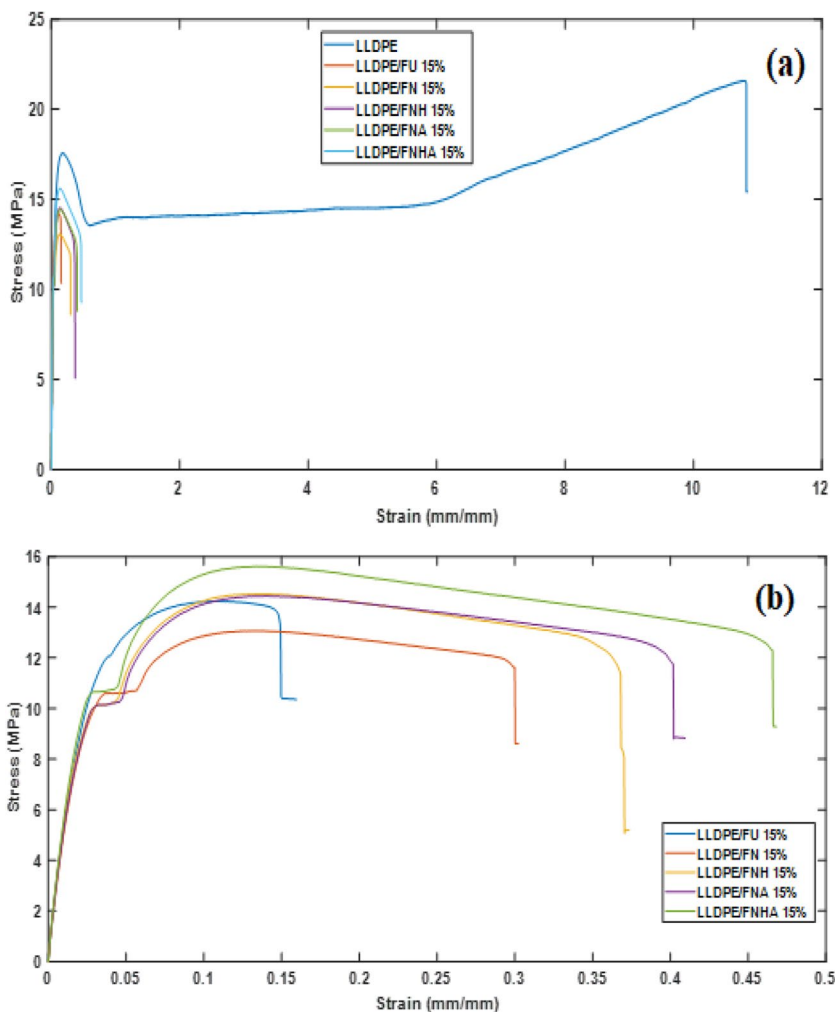 25
20
15
10
5
0
Stress (MPa)
LLDPE
LLDPE/FU 15%
LLDPE/FN 15%
LLDPE/FNH 15%
LLDPE/FNA 15%
LLDPE/FNHA 15%
(a)
0 2 4 6 8 10 12
Strain (mm/mm)
16
14
12
10
8
6
4
2
0
Stress (MPa)
(b)
LLDPE/FU 15%
LLDPE/FN 15%
LLDPE/FNH 15%
LLDPE/FNA 15%
LLDPE/FNHA 15%
0 0.05 0.1 0.15 0.2 0.25 0.3 0.35 0.4 0.45 0.5
Strain (mm/mm)